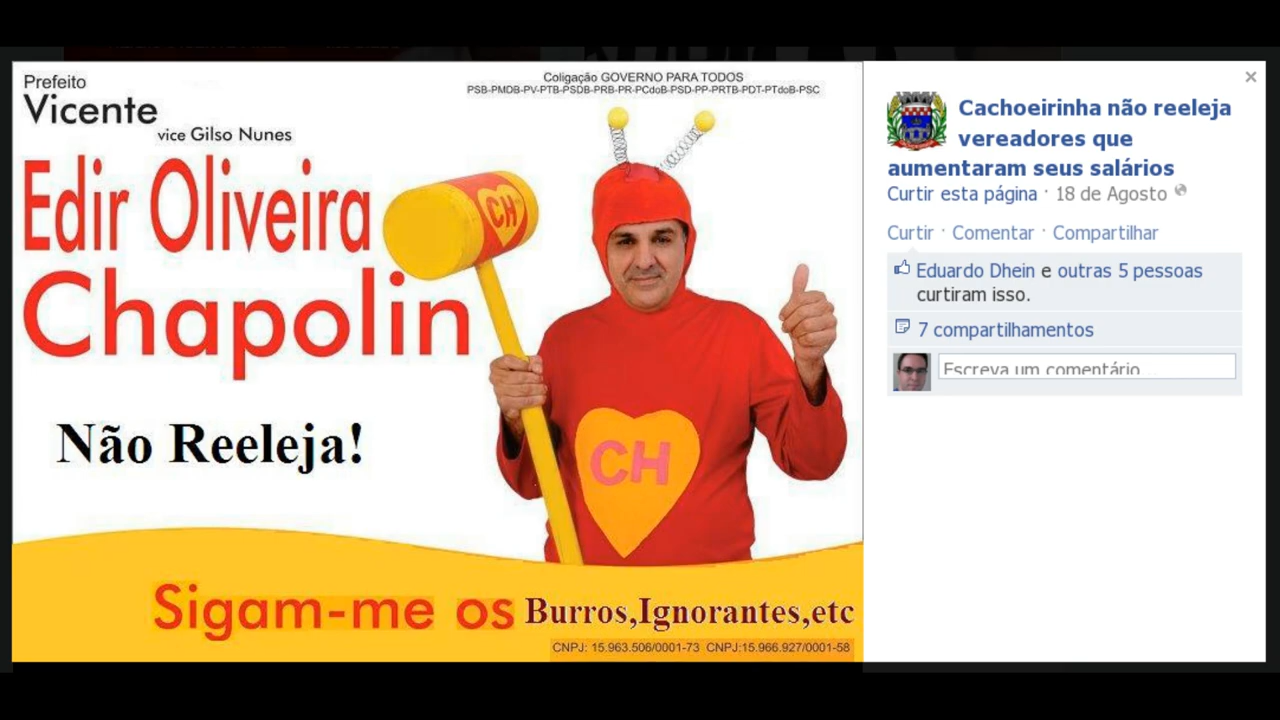 Prefeito
Vicente
vice Gilso Nunes
Coligação GOVERNO PARA TODOS
PSB-PMDB-PV-PTB-PSDB-PRB-PR-PCdoB-PSD-PP-PRTB-PDT-PTdoB-PSC
Edir Oliveira
Chapolin
CH
CH
Não Reeleja!
Sigam-me os Burros,Ignorantes,etc
CNPJ: 15.963.506/0001-73 CNPJ:15.966.927/0001-58
×
Cachoeirinha não reeleja
vereadores que
aumentaram seus salários
Curtir esta página · 18 de Agosto
Curtir · Comentar · Compartilhar
Eduardo Dhein e outras 5 pessoas
curtiram isso.
7 compartilhamentos
Escreva um comentário...